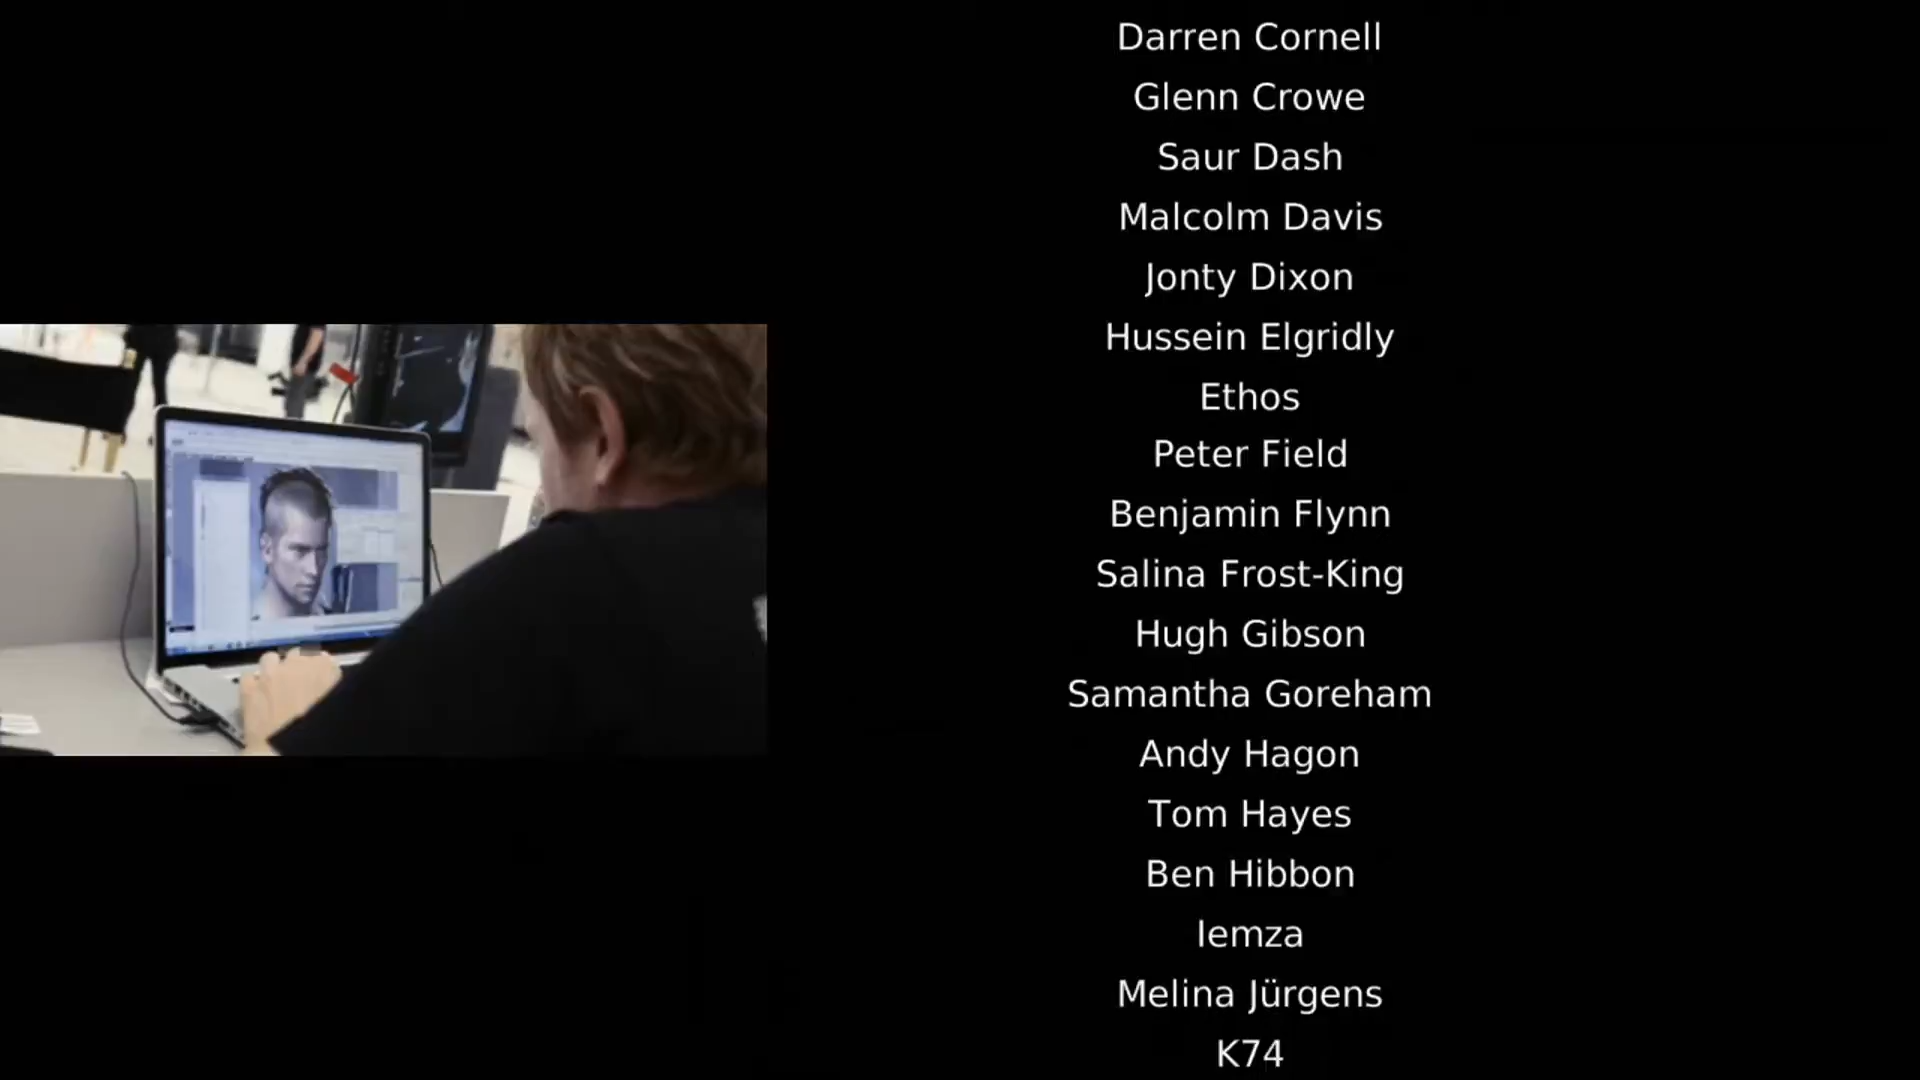 Darren Cornell
Glenn Crowe
Saur Dash
Malcolm Davis
Jonty Dixon
Hussein Elgridly
Ethos
Peter Field
Benjamin Flynn
Salina Frost-King
Hugh Gibson
Samantha Goreham
Andy Hagon
Tom Hayes
Ben Hibbon
Iemza
Melina Jürgens
K74